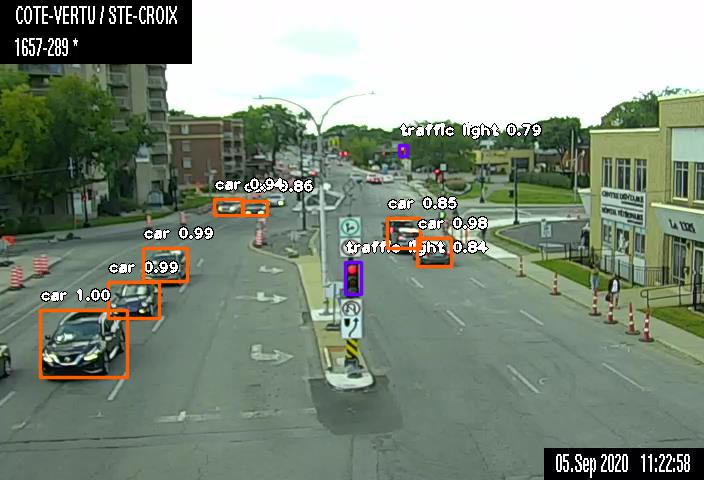 COTE-VERTU / STE-CROIX
1657-289 *
traffic light 0.79
car 0.94
0.86
car 0.85
car 0.98
car 0.99
traffic light 0.84
car 0.99
car 1.00
05.Sep 2020 11:22:58